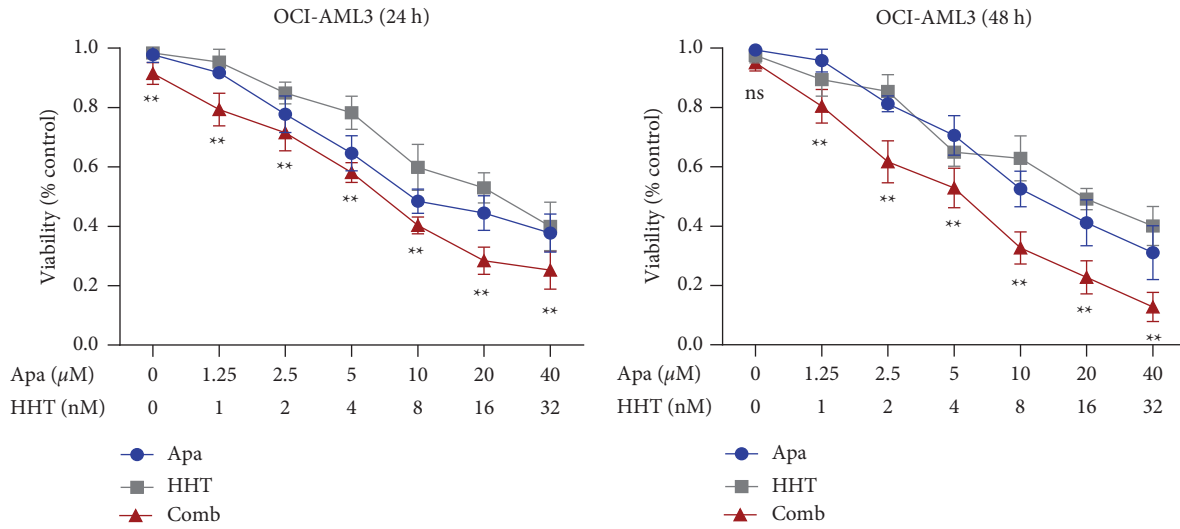 OCI-AML3 (24 h)
Viability (% control)
1.0
0.8
0.6
0.4
0.2
0.0
** ** ** ** ** ** **
Apa (μM) 0 1.25 2.5 5 10 20 40
HHT (nM) 0 1 2 4 8 16 32
Apa
HHT
Comb
OCI-AML3 (48 h)
Viability (% control)
1.0
0.8
0.6
0.4
0.2
0.0
ns ** ** ** ** ** **
Apa (μM) 0 1.25 2.5 5 10 20 40
HHT (nM) 0 1 2 4 8 16 32
Apa
HHT
Comb